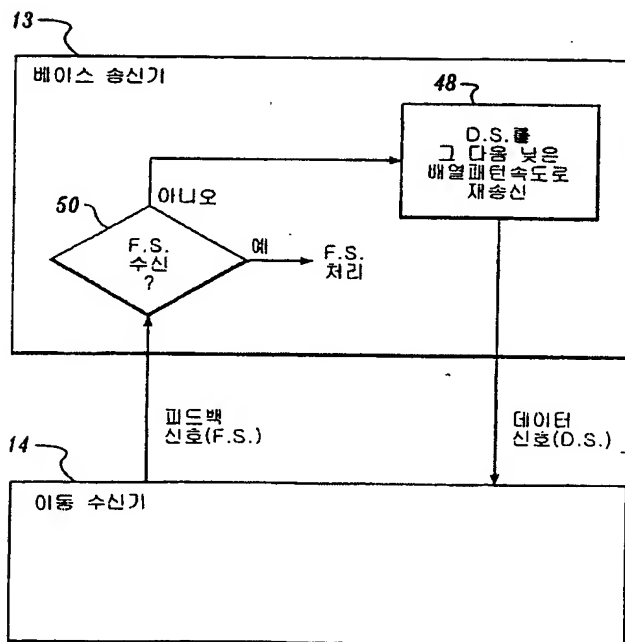 13
베이스 송신기
48
D.S.를
그 다음 낮은
배열패턴속도로
재송신
아니오
50
F.S.
수신
?
예
F.S.
처리
피드백
신호(F.S.)
데이터
신호(D.S.)
14
이동 수신기